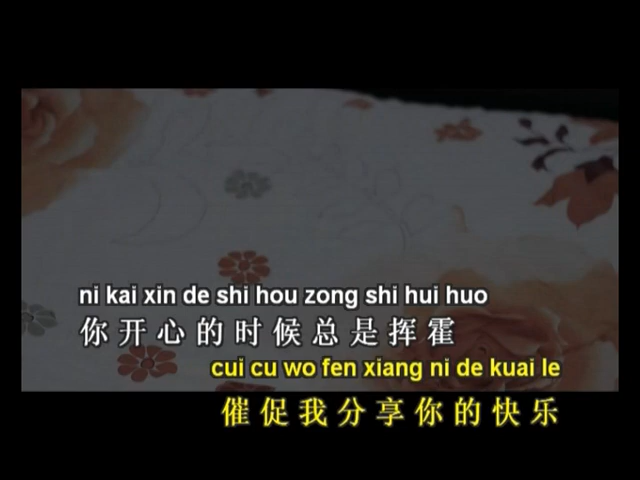 ni kai xin de shi hou zong shi hui huo
你开心的时候总是挥霍
cui cu wo fen xiang ni de kuai le
催促我分享你的快乐